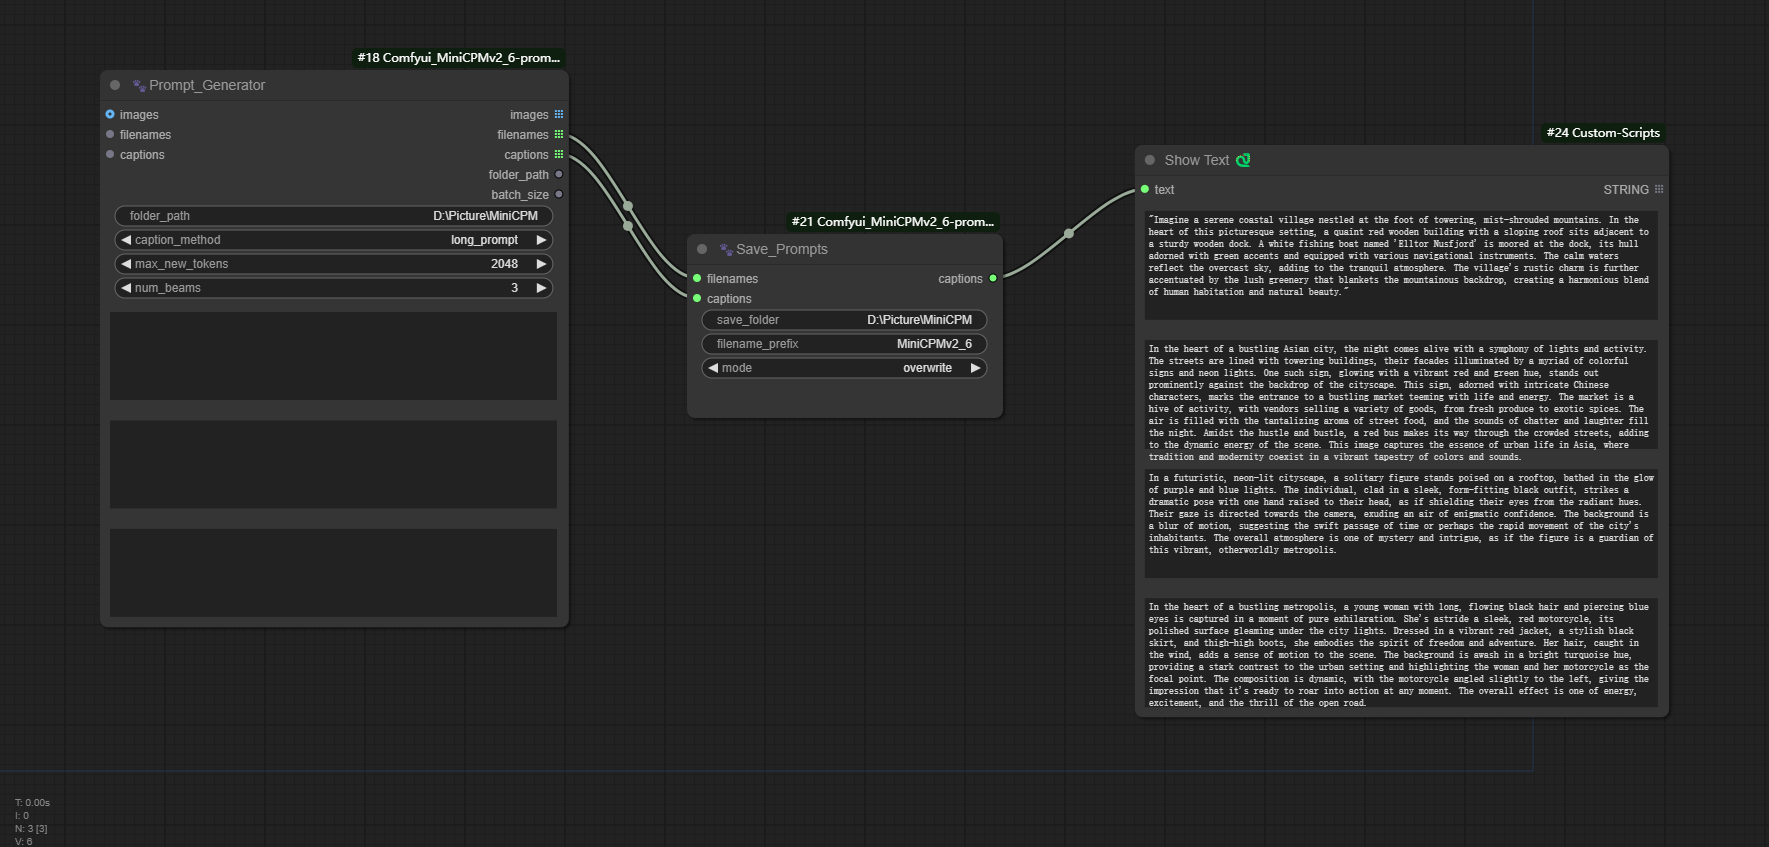 #18 Comfyui_MiniCPMv2_6-prom...
Prompt_Generator
images
images
filenames
filenames
captions
captions
folder_path
batch_size
folder_path
D:\Picture\MiniCPM
caption_method
long_prompt
max_new_tokens
2048
num_beams
3
#21 Comfyui_MiniCPMv2_6-prom...
Save_Prompts
filenames
captions
captions
save_folder
D:\Picture\MiniCPM
filename_prefix
MiniCPMv2_6
mode
overwrite
#24 Custom-Scripts
Show Text
text
STRING
"Imagine a serene coastal village nestled at the foot of towering, mist-shrouded mountains. In the
heart of this picturesque setting, a quaint red wooden building with a sloping roof sits adjacent to
a sturdy wooden dock. A white fishing boat named 'Elltor Nusfjord' is moored at the dock, its hull
adorned with green accents and equipped with various navigational instruments. The calm waters
reflect the overcast sky, adding to the tranquil atmosphere. The village's rustic charm is further
accentuated by the lush greenery that blankets the mountainous backdrop, creating a harmonious blend
of human habitation and natural beauty."
In the heart of a bustling Asian city, the night comes alive with a symphony of lights and activity.
The streets are lined with towering buildings, their facades illuminated by a myriad of colorful
signs and neon lights. One such sign, glowing with a vibrant red and green hue, stands out
prominently against the backdrop of the cityscape. This sign, adorned with intricate Chinese
characters, marks the entrance to a bustling market teeming with life and energy. The market is a
hive of activity, with vendors selling a variety of goods, from fresh produce to exotic spices. The
air is filled with the tantalizing aroma of street food, and the sounds of chatter and laughter fill
the night. Amidst the hustle and bustle, a red bus makes its way through the crowded streets, adding
to the dynamic energy of the scene. This image captures the essence of urban life in Asia, where
tradition and modernity coexist in a vibrant tapestry of colors and sounds.
In a futuristic, neon-lit cityscape, a solitary figure stands poised on a rooftop, bathed in the glow
of purple and blue lights. The individual, clad in a sleek, form-fitting black outfit, strikes a
dramatic pose with one hand raised to their head, as if shielding their eyes from the radiant hues.
Their gaze is directed towards the camera, exuding an air of enigmatic confidence. The background is
a blur of motion, suggesting the swift passage of time or perhaps the rapid movement of the city's
inhabitants. The overall atmosphere is one of mystery and intrigue, as if the figure is a guardian of
this vibrant, otherworldly metropolis.
In the heart of a bustling metropolis, a young woman with long, flowing black hair and piercing blue
eyes is captured in a moment of pure exhilaration. She's astride a sleek, red motorcycle, its
polished surface gleaming under the city lights. Dressed in a vibrant red jacket, a stylish black
skirt, and thigh-high boots, she embodies the spirit of freedom and adventure. Her hair, caught in
the wind, adds a sense of motion to the scene. The background is awash in a bright turquoise hue,
providing a stark contrast to the urban setting and highlighting the woman and her motorcycle as the
focal point. The composition is dynamic, with the motorcycle angled slightly to the left, giving the
impression that it's ready to roar into action at any moment. The overall effect is one of energy,
excitement, and the thrill of the open road.
T: 0.00s
I: 0
N: 3 [3]
V: 6